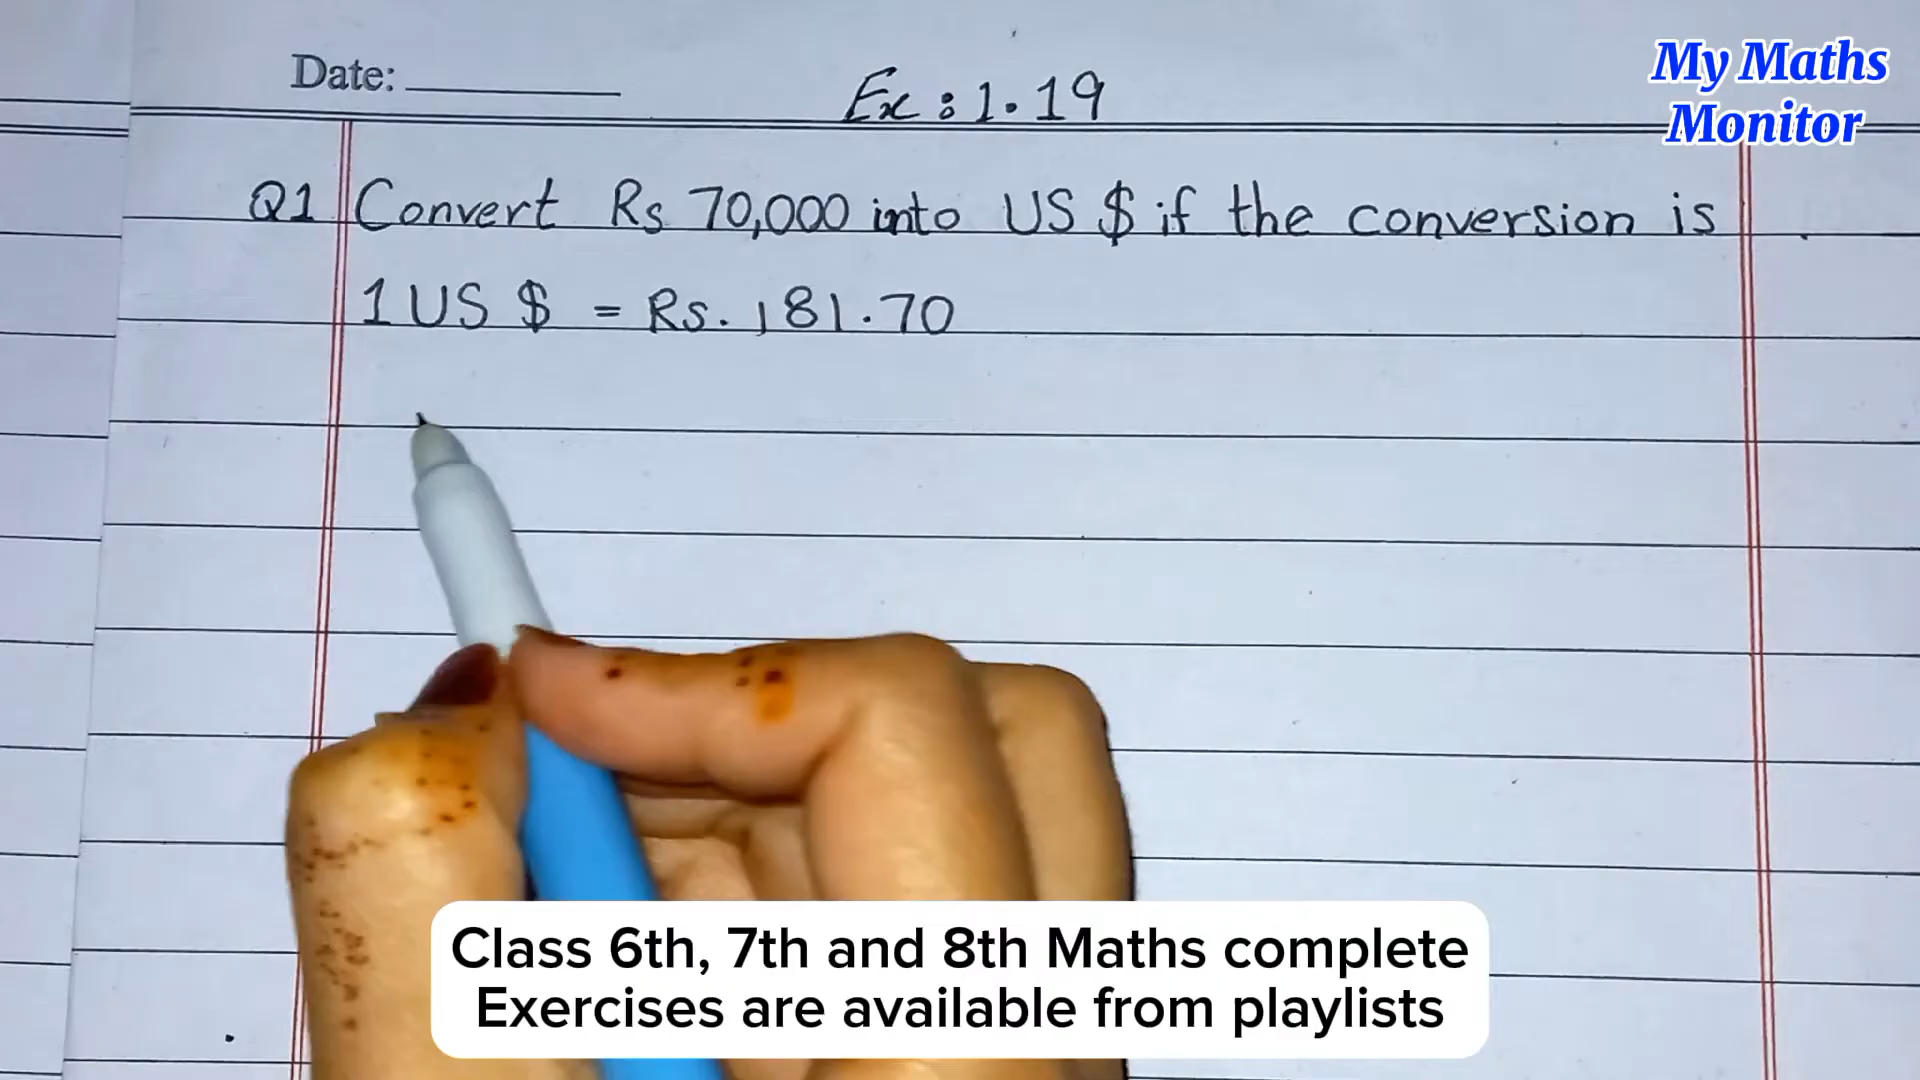 Date:
Ex: 1.19
My Maths
Monitor
Q1 Convert Rs 70,000 into US $ if the conversion is
1 US $ = Rs. 181.70
Class 6th, 7th and 8th Maths complete
Exercises are available from playlists